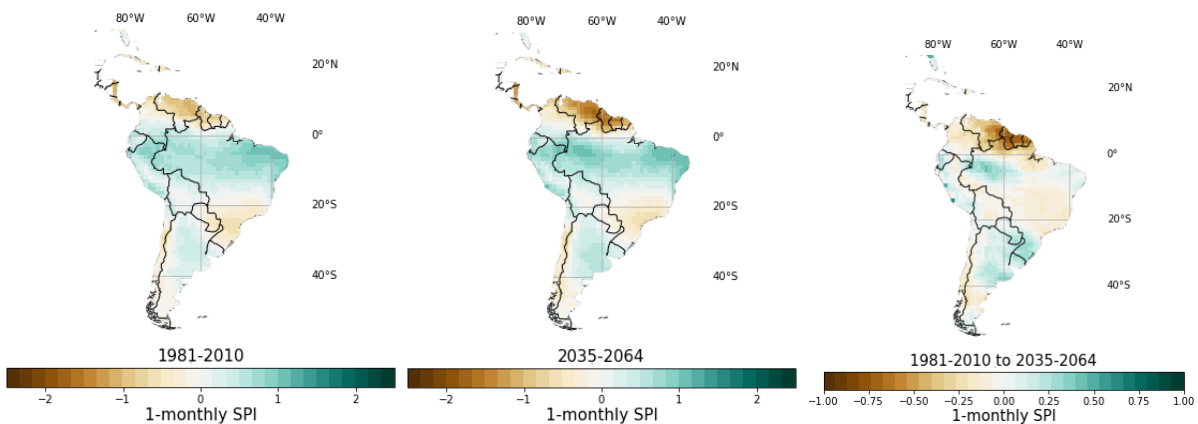 80°W 60°W 40°W
20°N
0°
20°S
40°S
1981-2010
−2 −1 0 1 2
1-monthly SPI
80°W 60°W 40°W
20°N
0°
20°S
40°S
2035-2064
−2 −1 0 1 2
1-monthly SPI
80°W 60°W 40°W
20°N
0°
20°S
40°S
1981-2010 to 2035-2064
−1.00 −0.75 −0.50 −0.25 0.00 0.25 0.50 0.75 1.00
1-monthly SPI